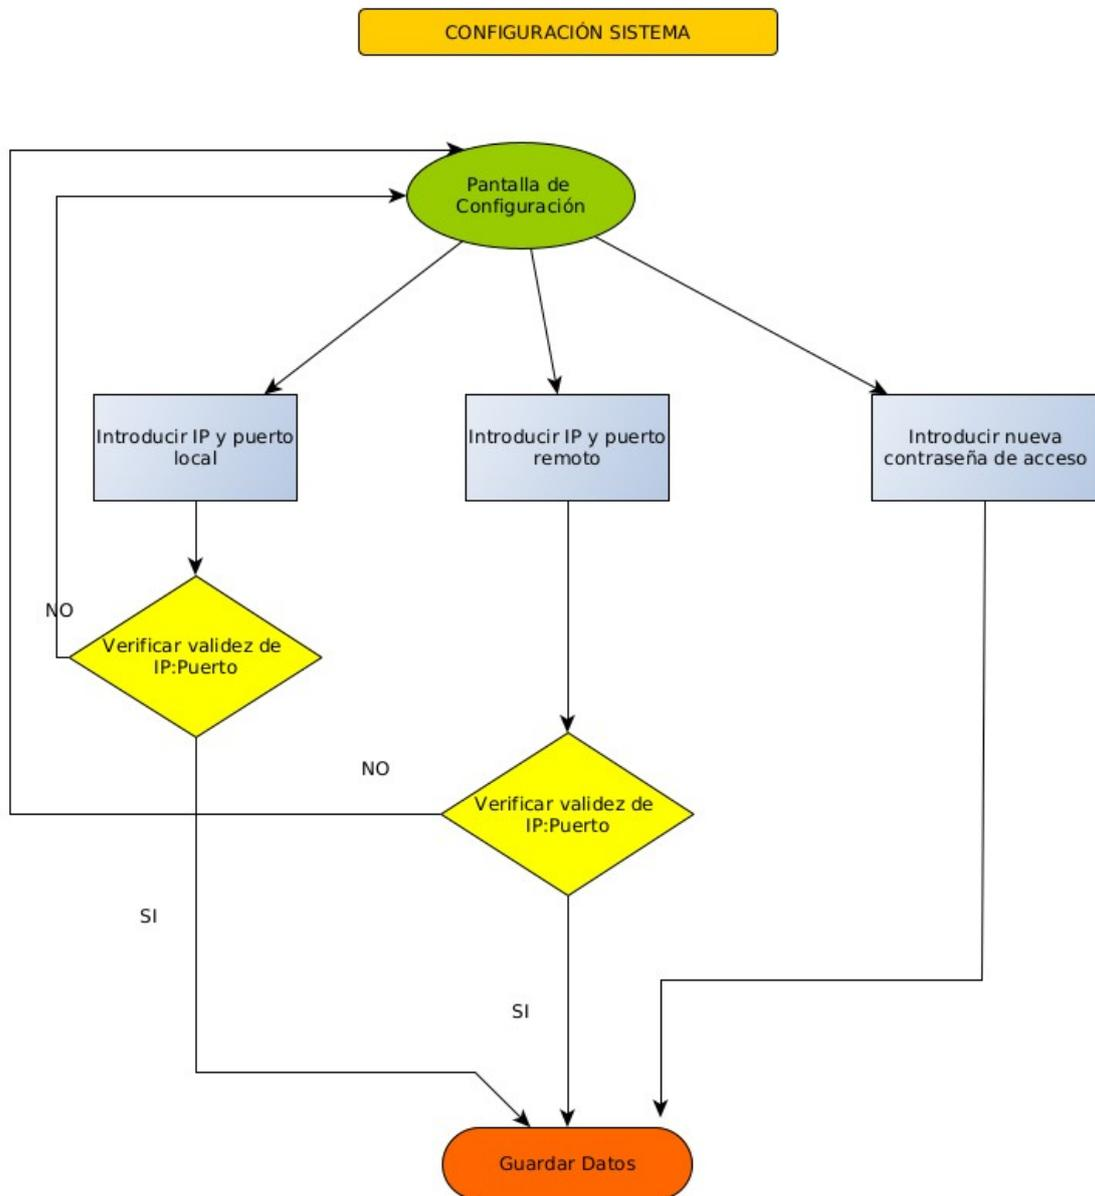 CONFIGURACIÓN SISTEMA
Pantalla de
Configuración
Introducir IP y puerto
local
Introducir IP y puerto
remoto
Introducir nueva
contraseña de acceso
NO
Verificar validez de
IP:Puerto
NO
Verificar validez de
IP:Puerto
SI
SI
Guardar Datos